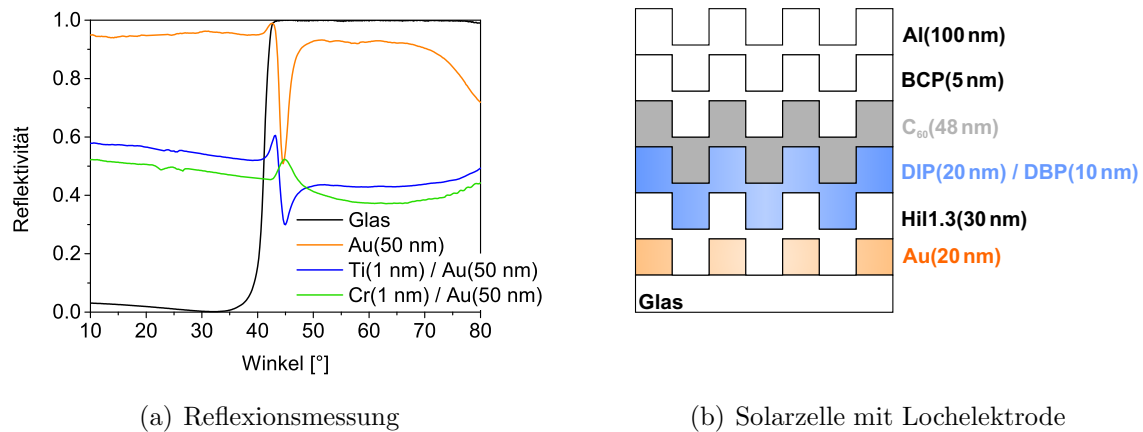 1.0
0.8
0.6
0.4
0.2
0.0
Reflektivität
10 20 30 40 50 60 70 80
Winkel [°]
Glas
Au(50 nm)
Ti(1 nm) / Au(50 nm)
Cr(1 nm) / Au(50 nm)
(a) Reflexionsmessung
Al(100 nm)
BCP(5 nm)
C₆₀(48 nm)
DIP(20 nm) / DBP(10 nm)
Hil1.3(30 nm)
Au(20 nm)
Glas
(b) Solarzelle mit Lochelektrode